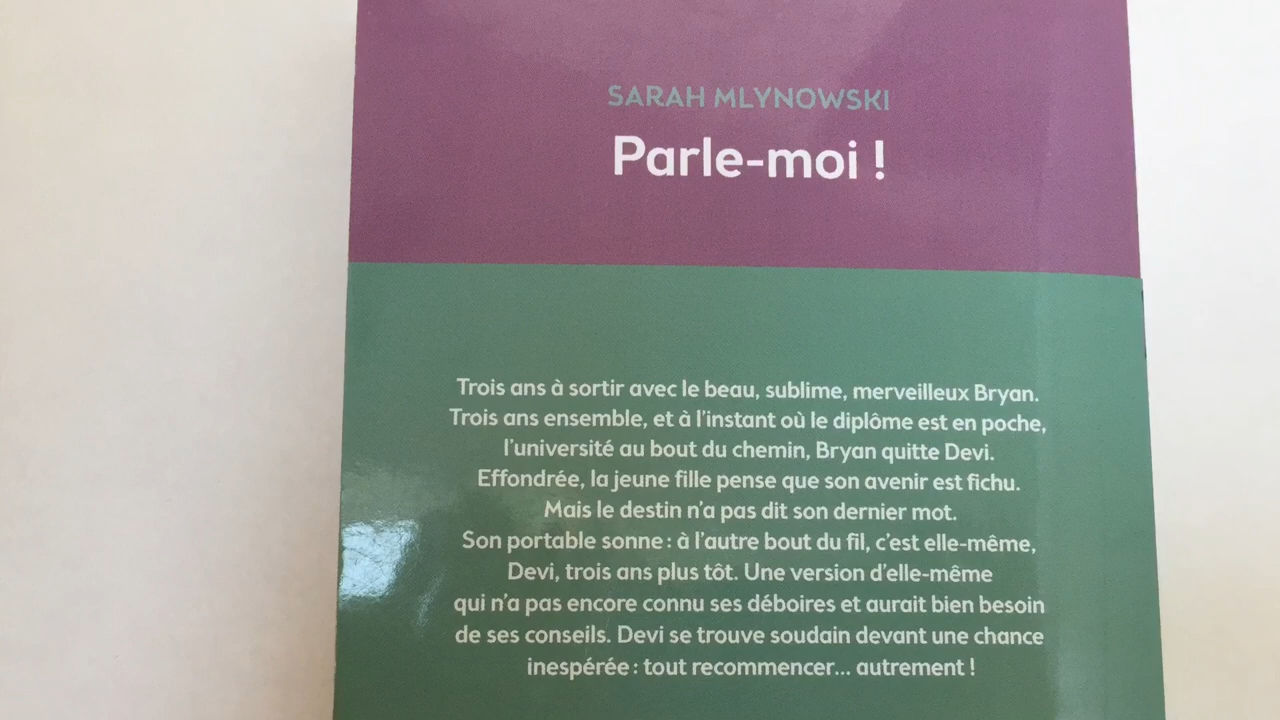 SARAH MLYNOWSKI
Parle-moi !
Trois ans à sortir avec le beau, sublime, merveilleux Bryan.
Trois ans ensemble, et à l'instant où le diplôme est en poche,
l'université au bout du chemin, Bryan quitte Devi.
Effondrée, la jeune fille pense que son avenir est fichu.
Mais le destin n'a pas dit son dernier mot.
Son portable sonne : à l'autre bout du fil, c'est elle-même,
Devi, trois ans plus tôt. Une version d'elle-même
qui n'a pas encore connu ses déboires et aurait bien besoin
de ses conseils. Devi se trouve soudain devant une chance
inespérée : tout recommencer... autrement !